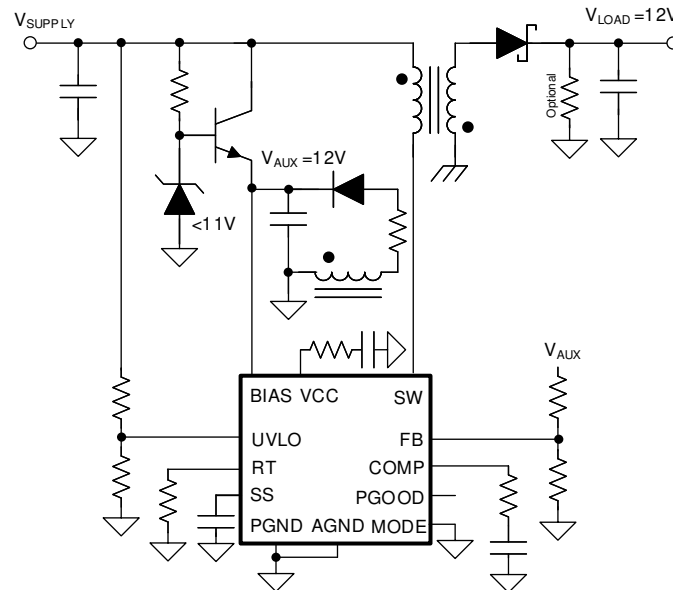 VSUPPLY
VLOAD = 12V
Optional
VAUX = 12V
<11V
VAUX
BIAS VCC SW
UVLO FB
RT COMP
SS PGOOD
PGND AGND MODE